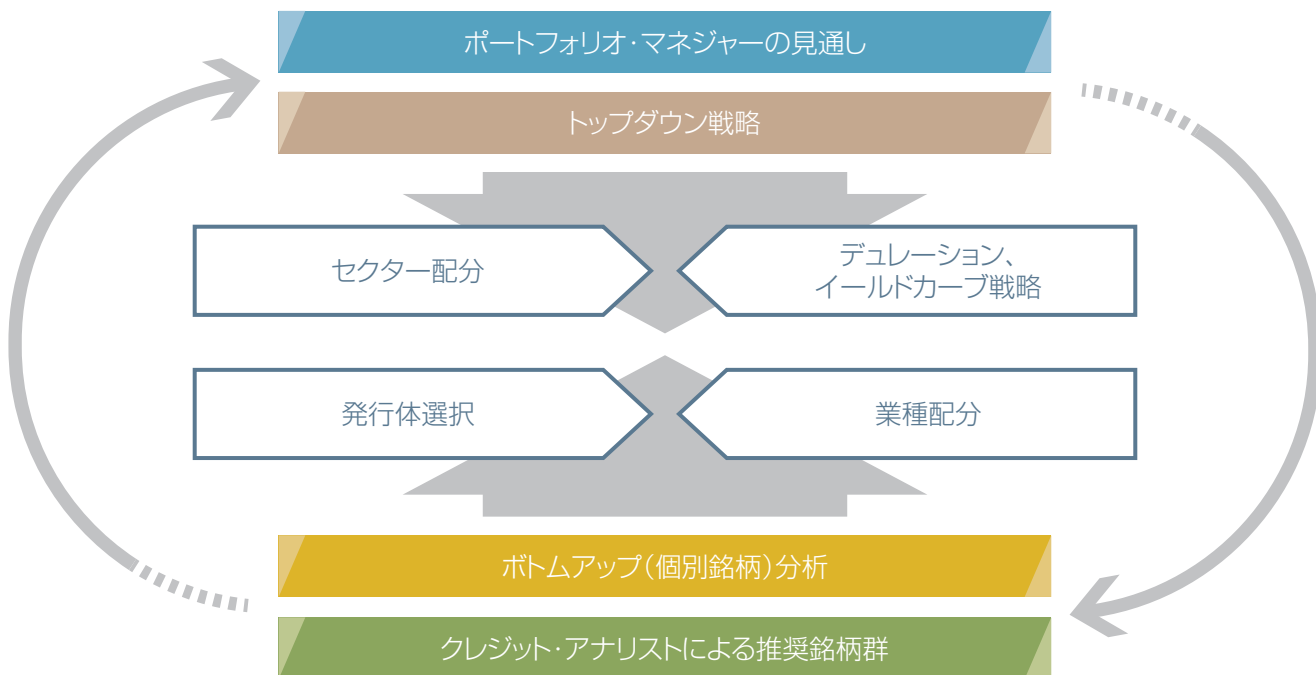 ポートフォリオ・マネジャーの見通し
トップダウン戦略
セクター配分
デュレーション、
イールドカーブ戦略
発行体選択
業種配分
ボトムアップ（個別銘柄）分析
クレジット・アナリストによる推奨銘柄群